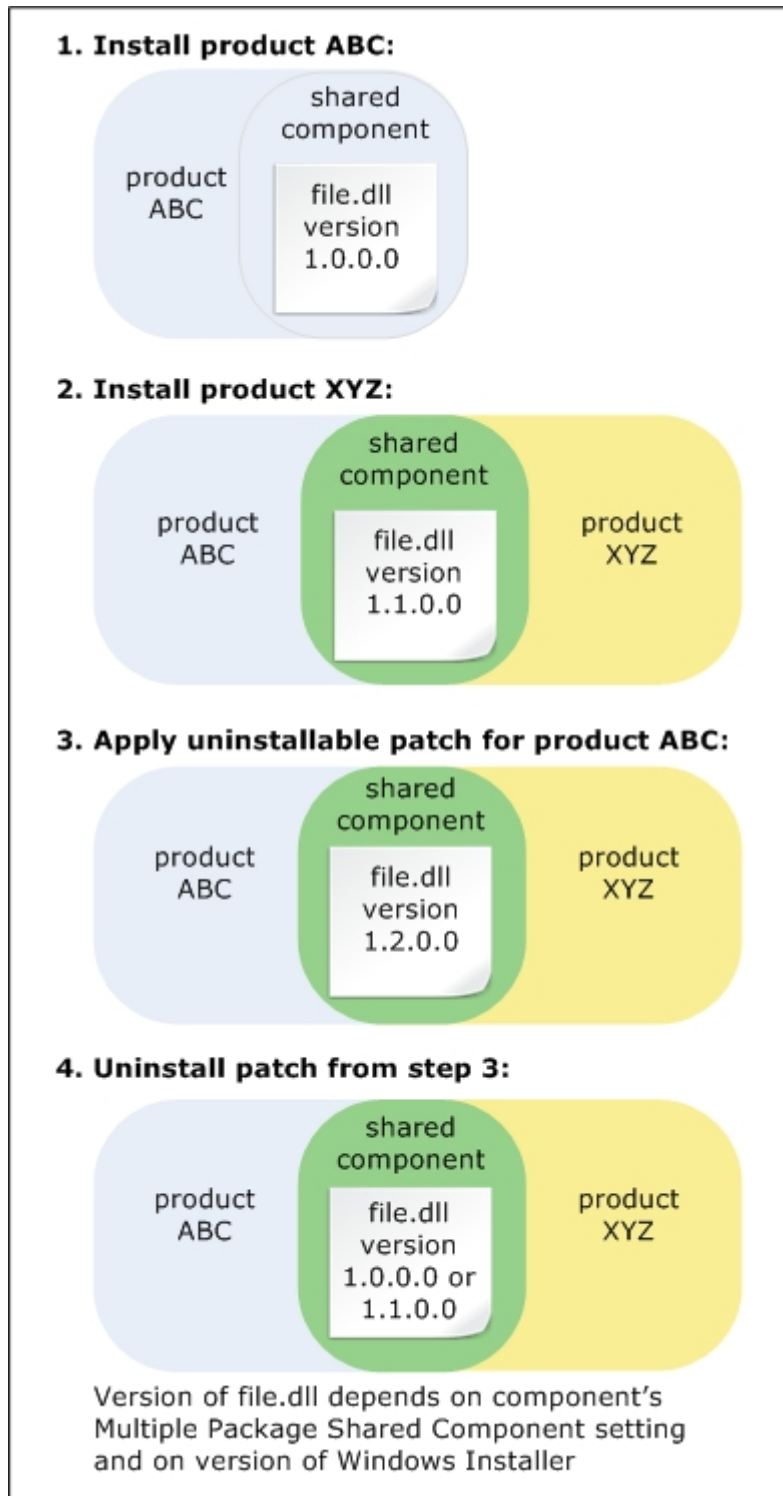 1. Install product ABC:
shared
component
product
ABC
file.dll
version
1.0.0.0
2. Install product XYZ:
shared
component
product
ABC
file.dll
version
1.1.0.0
product
XYZ
3. Apply uninstallable patch for product ABC:
shared
component
product
ABC
file.dll
version
1.2.0.0
product
XYZ
4. Uninstall patch from step 3:
shared
component
product
ABC
file.dll
version
1.0.0.0 or
1.1.0.0
product
XYZ
Version of file.dll depends on component’s
Multiple Package Shared Component setting
and on version of Windows Installer